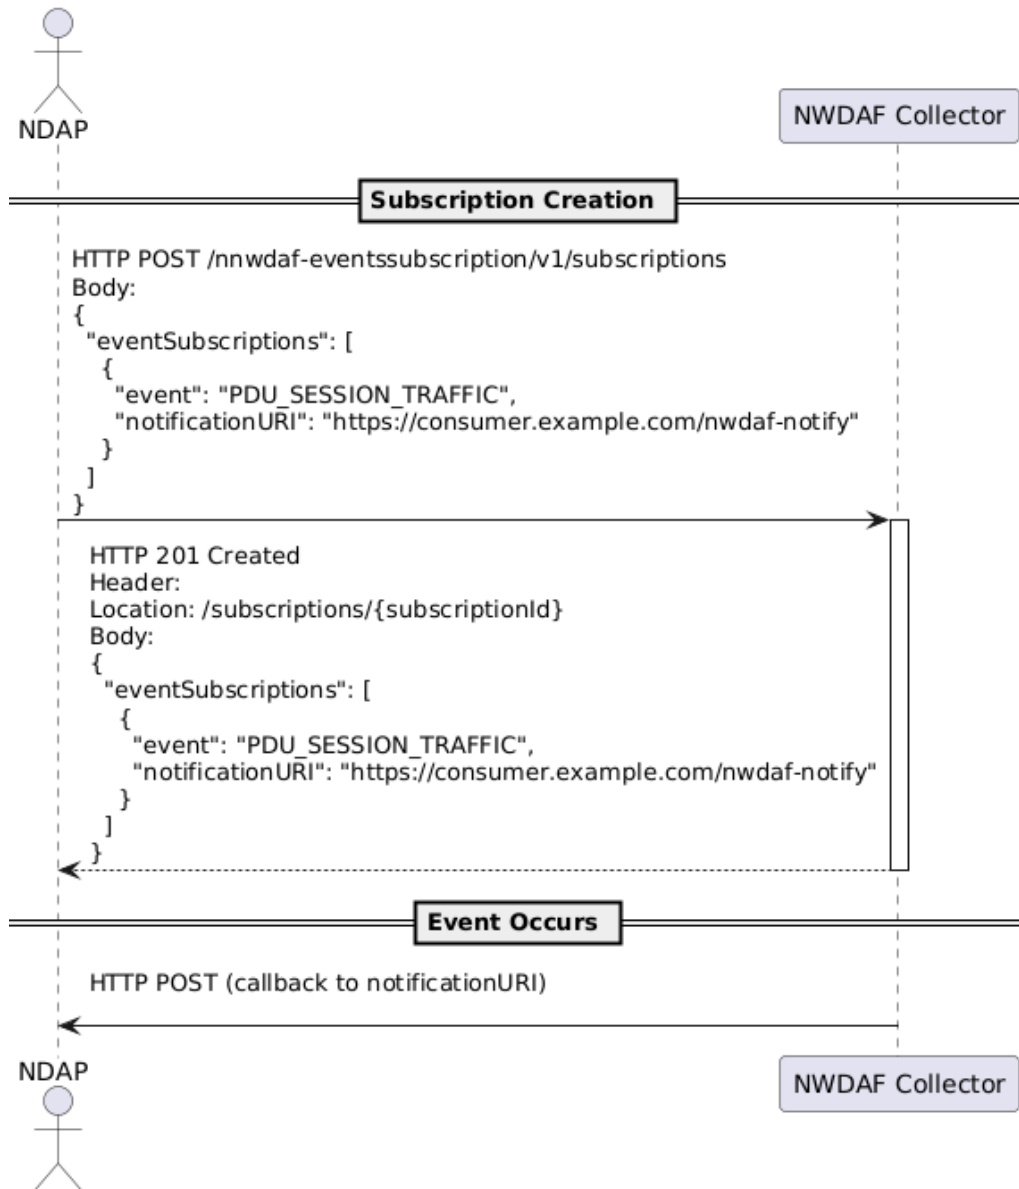 NDAP
NWDAF Collector
Subscription Creation
HTTP POST /nnwdaf-eventssubscription/v1/subscriptions
Body:
{
"eventSubscriptions": [
{
"event": "PDU_SESSION_TRAFFIC",
"notificationURI": "https://consumer.example.com/nwdaf-notify"
}
]
}
HTTP 201 Created
Header:
Location: /subscriptions/{subscriptionId}
Body:
{
"eventSubscriptions": [
{
"event": "PDU_SESSION_TRAFFIC",
"notificationURI": "https://consumer.example.com/nwdaf-notify"
}
]
}
Event Occurs
HTTP POST (callback to notificationURI)
NDAP
NWDAF Collector